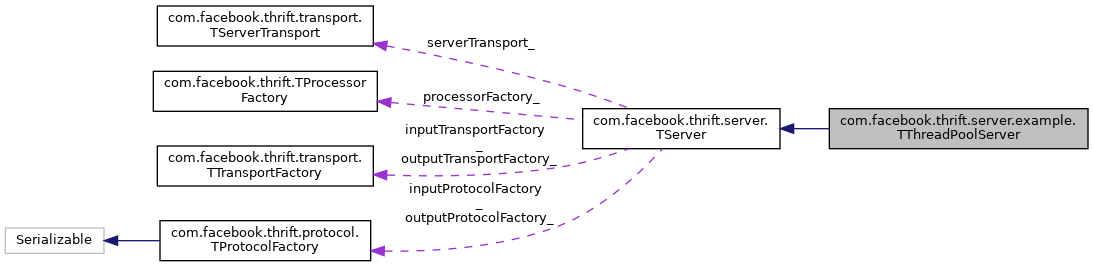 com.facebook.thrift.transport.
TServerTransport
serverTransport_
com.facebook.thrift.TProcessor
Factory
processorFactory_
com.facebook.thrift.server.
TServer
com.facebook.thrift.server.example.
TThreadPoolServer
inputTransportFactory
_
outputTransportFactory_
com.facebook.thrift.transport.
TTransportFactory
inputProtocolFactory
_
outputProtocolFactory_
com.facebook.thrift.protocol.
TProtocolFactory
Serializable